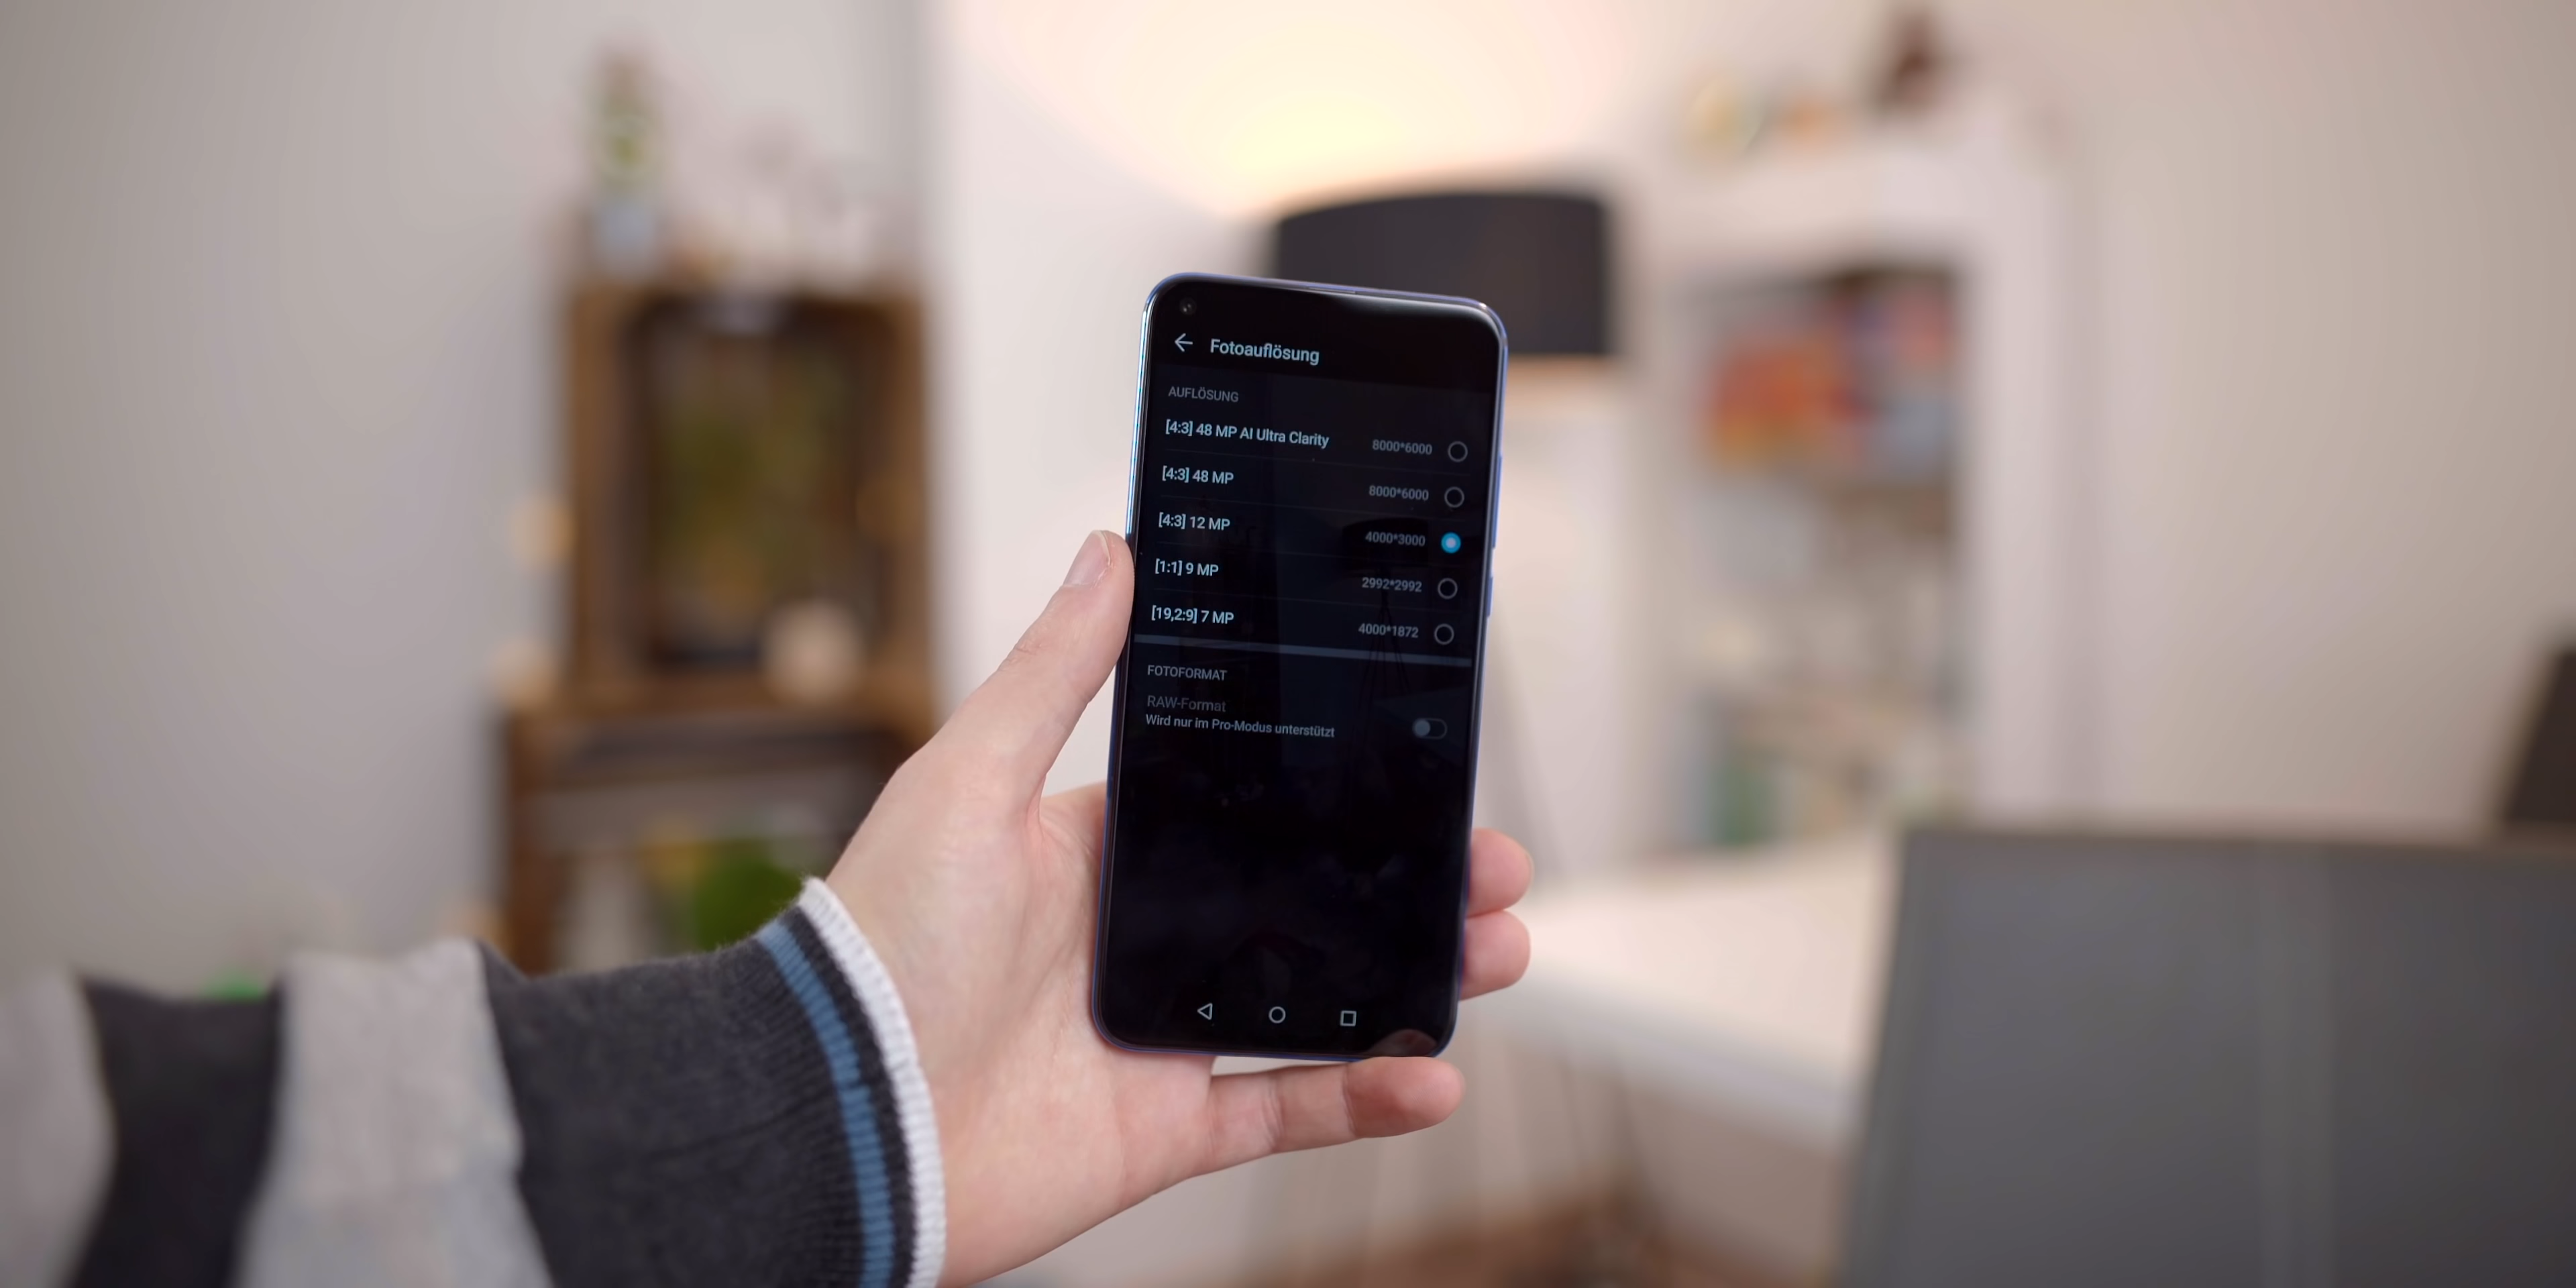 Fotoauflösung
AUFLÖSUNG
[4:3] 48 MP AI Ultra Clarity 8000*6000
[4:3] 48 MP 8000*6000
[4:3] 12 MP 4000*3000
[1:1] 9 MP 2992*2992
[19,2:9] 7 MP 4000*1872
FOTOFORMAT
RAW-Format
Wird nur im Pro-Modus unterstützt